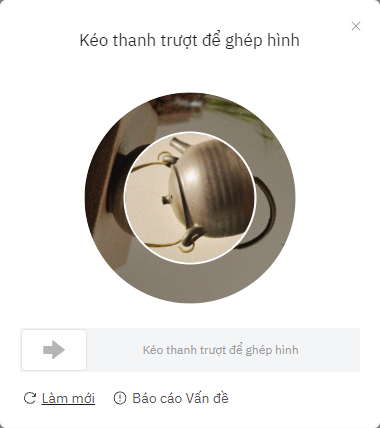 Kéo thanh trượt để ghép hình
Kéo thanh trượt để ghép hình
Làm mới
Báo cáo Vấn đề